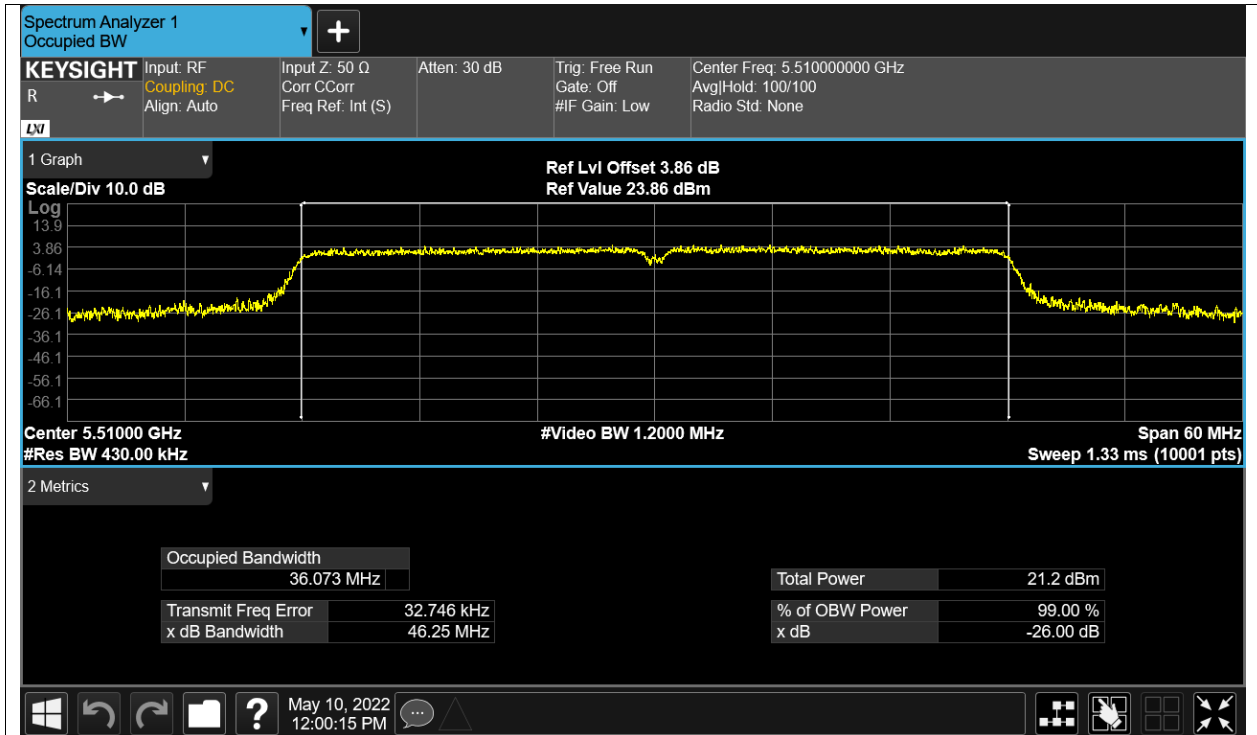 Spectrum Analyzer 1
Occupied BW
KEYSIGHT
R
LXI
Input: RF
Coupling: DC
Align: Auto
Input Z: 50 Ω
Corr CCorr
Freq Ref: Int (S)
Atten: 30 dB
Trig: Free Run
Gate: Off
#IF Gain: Low
Center Freq: 5.510000000 GHz
Avg|Hold: 100/100
Radio Std: None
1 Graph
Scale/Div 10.0 dB
Ref Lvl Offset 3.86 dB
Ref Value 23.86 dBm
Log
13.9
3.86
-6.14
-16.1
-26.1
-36.1
-46.1
-56.1
-66.1
Center 5.51000 GHz
#Res BW 430.00 kHz
#Video BW 1.2000 MHz
Span 60 MHz
Sweep 1.33 ms (10001 pts)
2 Metrics
Occupied Bandwidth
36.073 MHz
Transmit Freq Error 32.746 kHz
x dB Bandwidth 46.25 MHz
Total Power 21.2 dBm
% of OBW Power 99.00 %
x dB -26.00 dB
?
May 10, 2022
12:00:15 PM